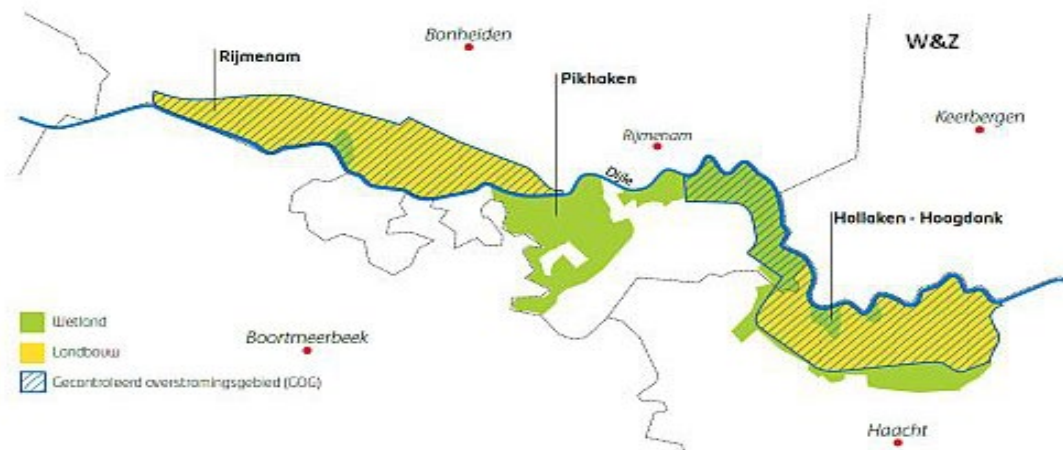 Bonheiden
W&Z
Rijmenam
Pikhaken
Keerbergen
Rijmenam
Dijle
Hollaken - Hoogdonk
Wetland
Landbouw
Gecontroleerd overstromingsgebied (GOG)
Boortmeerbeek
Haacht